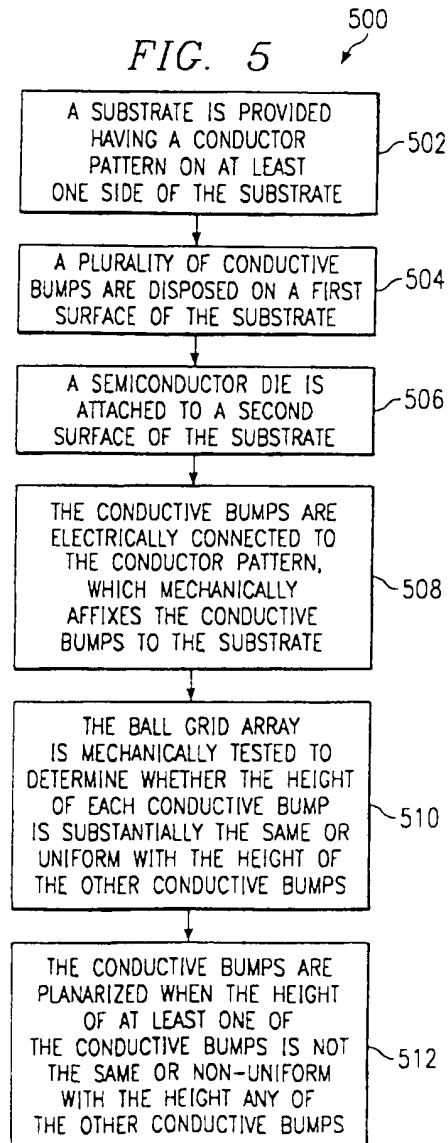 500
FIG. 5
A SUBSTRATE IS PROVIDED
HAVING A CONDUCTOR
PATTERN ON AT LEAST
ONE SIDE OF THE SUBSTRATE
502
A PLURALITY OF CONDUCTIVE
BUMPS ARE DISPOSED ON A FIRST
SURFACE OF THE SUBSTRATE
504
A SEMICONDUCTOR DIE IS
ATTACHED TO A SECOND
SURFACE OF THE SUBSTRATE
506
THE CONDUCTIVE BUMPS ARE
ELECTRICALLY CONNECTED TO
THE CONDUCTOR PATTERN,
WHICH MECHANICALLY
AFFIXES THE CONDUCTIVE
BUMPS TO THE SUBSTRATE
508
THE BALL GRID ARRAY
IS MECHANICALLY TESTED TO
DETERMINE WHETHER THE HEIGHT
OF EACH CONDUCTIVE BUMP
IS SUBSTANTIALLY THE SAME OR
UNIFORM WITH THE HEIGHT OF
THE OTHER CONDUCTIVE BUMPS
510
THE CONDUCTIVE BUMPS ARE
PLANARIZED WHEN THE HEIGHT
OF AT LEAST ONE OF
THE CONDUCTIVE BUMPS IS NOT
THE SAME OR NON-UNIFORM
WITH THE HEIGHT ANY OF
THE OTHER CONDUCTIVE BUMPS
512